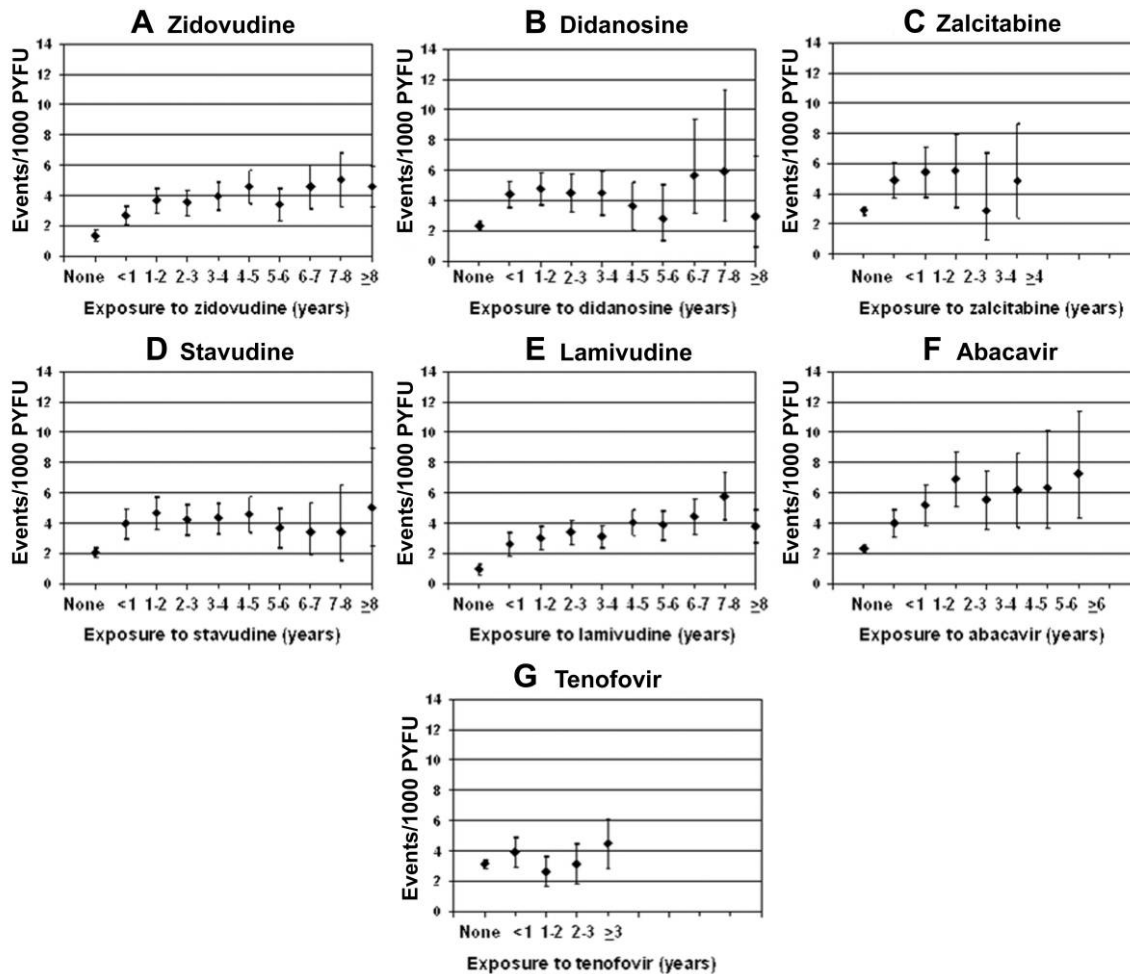 A Zidovudine
Events/1000 PYFU
14
12
10
8
6
4
2
0
None <1 1-2 2-3 3-4 4-5 5-6 6-7 7-8 ≥8
Exposure to zidovudine (years)
B Didanosine
Events/1000 PYFU
14
12
10
8
6
4
2
0
None <1 1-2 2-3 3-4 4-5 5-6 6-7 7-8 ≥8
Exposure to didanosine (years)
C Zalcitabine
Events/1000 PYFU
14
12
10
8
6
4
2
0
None <1 1-2 2-3 3-4 ≥4
Exposure to zalcitabine (years)
D Stavudine
Events/1000 PYFU
14
12
10
8
6
4
2
0
None <1 1-2 2-3 3-4 4-5 5-6 6-7 7-8 ≥8
Exposure to stavudine (years)
E Lamivudine
Events/1000 PYFU
14
12
10
8
6
4
2
0
None <1 1-2 2-3 3-4 4-5 5-6 6-7 7-8 ≥8
Exposure to lamivudine (years)
F Abacavir
Events/1000 PYFU
14
12
10
8
6
4
2
0
None <1 1-2 2-3 3-4 4-5 5-6 ≥6
Exposure to abacavir (years)
G Tenofovir
Events/1000 PYFU
14
12
10
8
6
4
2
0
None <1 1-2 2-3 ≥3
Exposure to tenofovir (years)